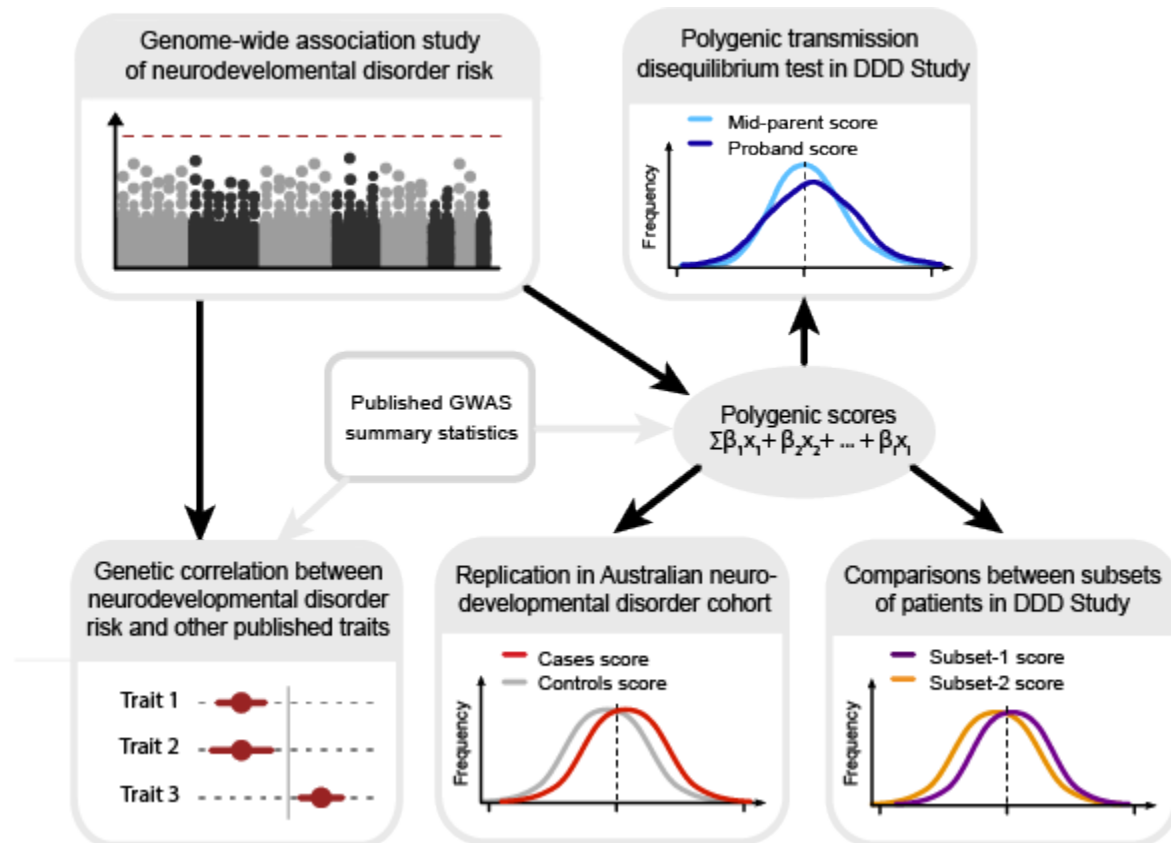 Genome-wide association study
of neurodevelomental disorder risk
Polygenic transmission
disequilibrium test in DDD Study
Mid-parent score
Proband score
Frequency
Published GWAS
summary statistics
Polygenic scores
Σβ₁x₁+ β₂x₂+ ... + βᵢxᵢ
Genetic correlation between
neurodevelopmental disorder
risk and other published traits
Trait 1
Trait 2
Trait 3
Replication in Australian neuro-
developmental disorder cohort
Cases score
Controls score
Frequency
Comparisons between subsets
of patients in DDD Study
Subset-1 score
Subset-2 score
Frequency